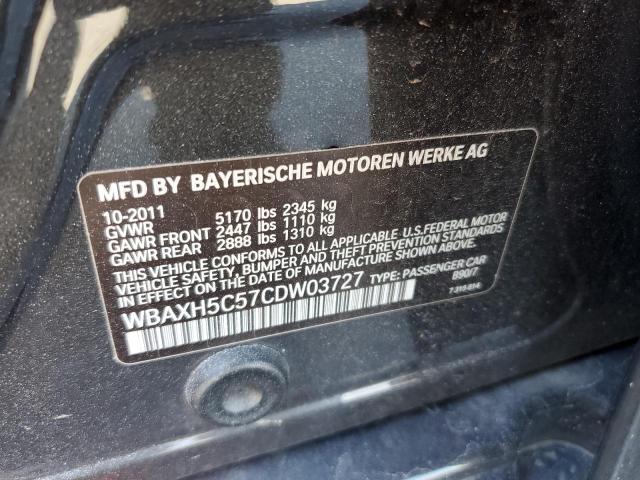 MFD BY BAYERISCHE MOTOREN WERKE AG
10-2011
GVWR 5170 lbs 2345 kg
GAWR FRONT 2447 lbs 1110 kg
GAWR REAR 2888 lbs 1310 kg
THIS VEHICLE CONFORMS TO ALL APPLICABLE U.S.FEDERAL MOTOR
VEHICLE SAFETY, BUMPER AND THEFT PREVENTION STANDARDS
IN EFFECT ON THE DATE OF MANUFACTURE SHOWN ABOVE.
WBAXH5C57CDW03727 TYPE: PASSENGER CAR
B90/7